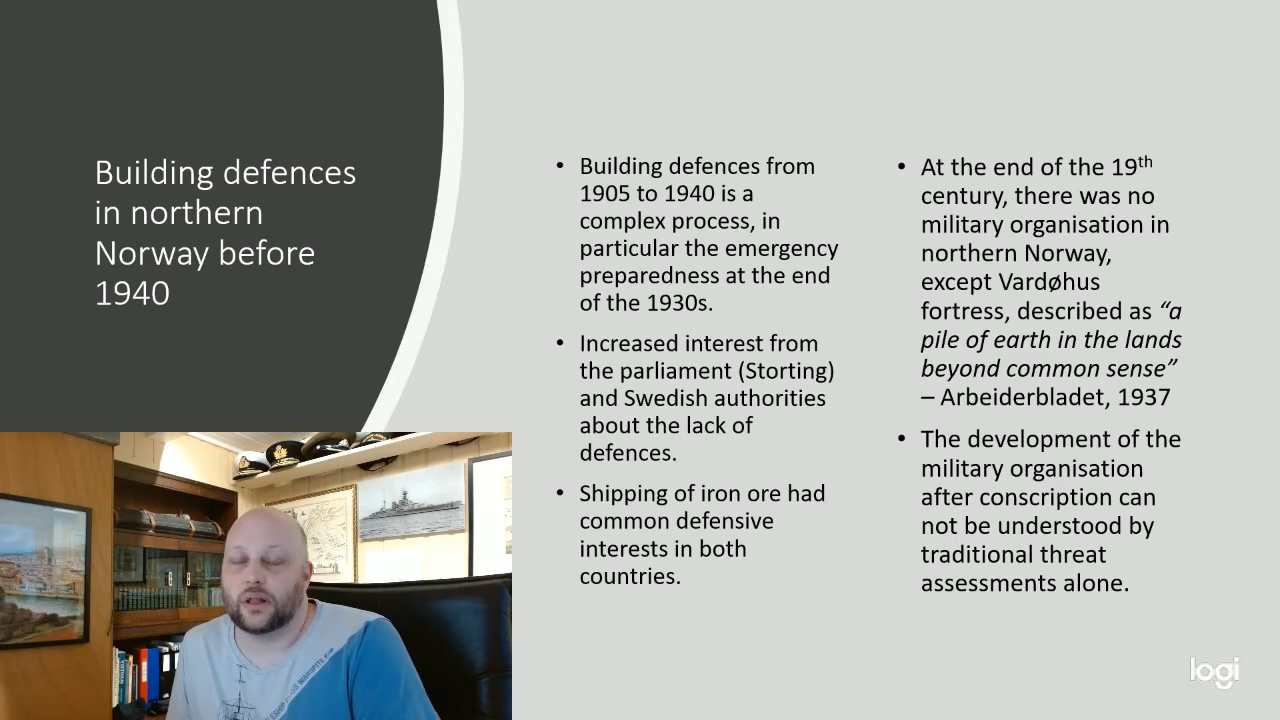 Building defences
in northern
Norway before
1940
• Building defences from
1905 to 1940 is a
complex process, in
particular the emergency
preparedness at the end
of the 1930s.
• Increased interest from
the parliament (Storting)
and Swedish authorities
about the lack of
defences.
• Shipping of iron ore had
common defensive
interests in both
countries.
• At the end of the 19th
century, there was no
military organisation in
northern Norway,
except Vardøhus
fortress, described as “a
pile of earth in the lands
beyond common sense”
– Arbeiderbladet, 1937
• The development of the
military organisation
after conscription can
not be understood by
traditional threat
assessments alone.
logi